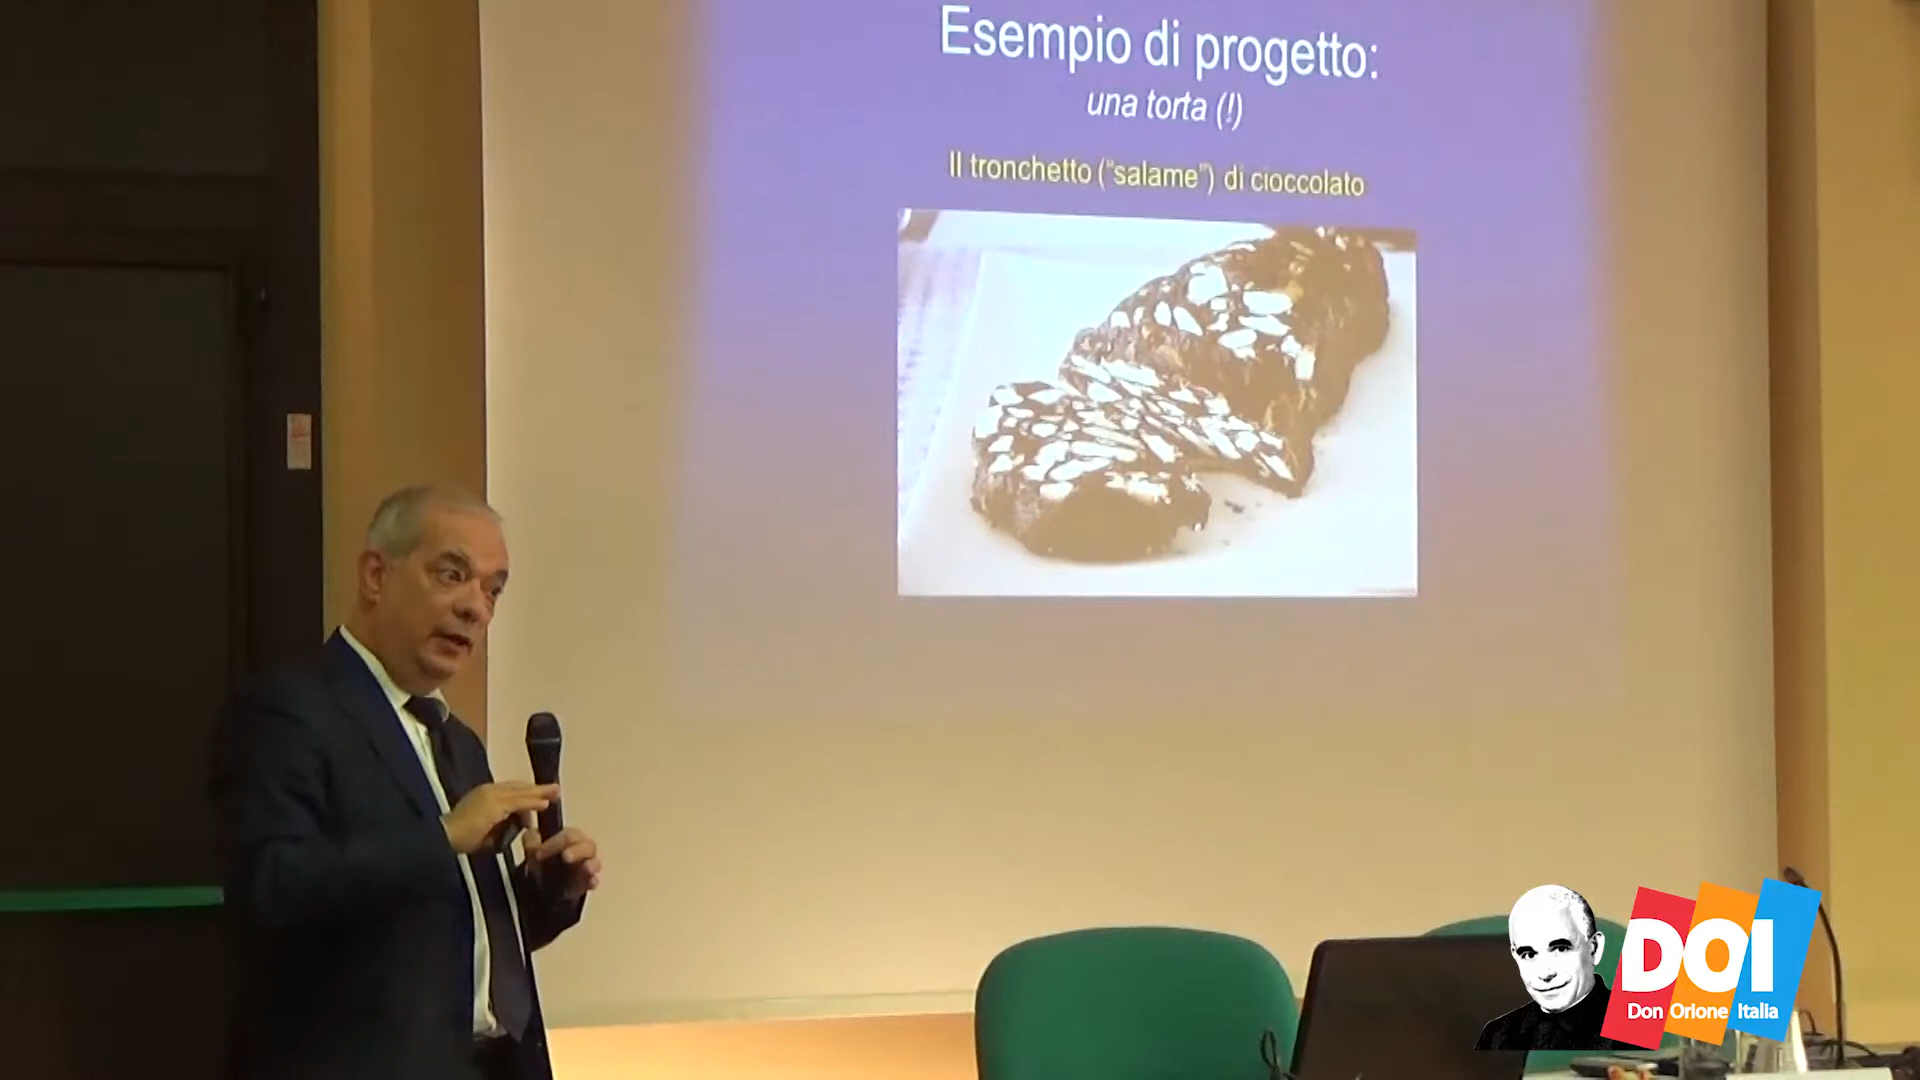 Esempio di progetto:
una torta (!)
Il tronchetto ("salame") di cioccolato
DOI
Don Orione Italia